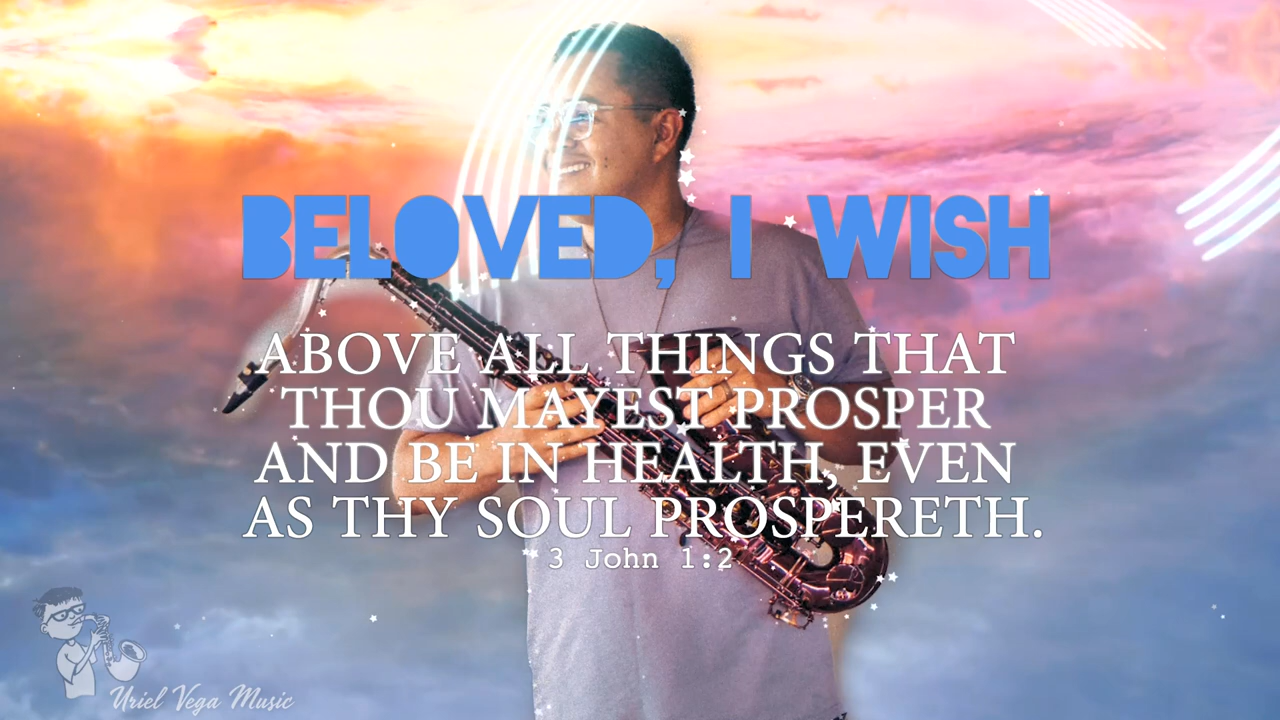 BELOVED, I WISH
ABOVE ALL THINGS THAT
THOU MAYEST PROSPER
AND BE IN HEALTH, EVEN
AS THY SOUL PROSPERETH.
3 John 1:2
Uriel Vega Music